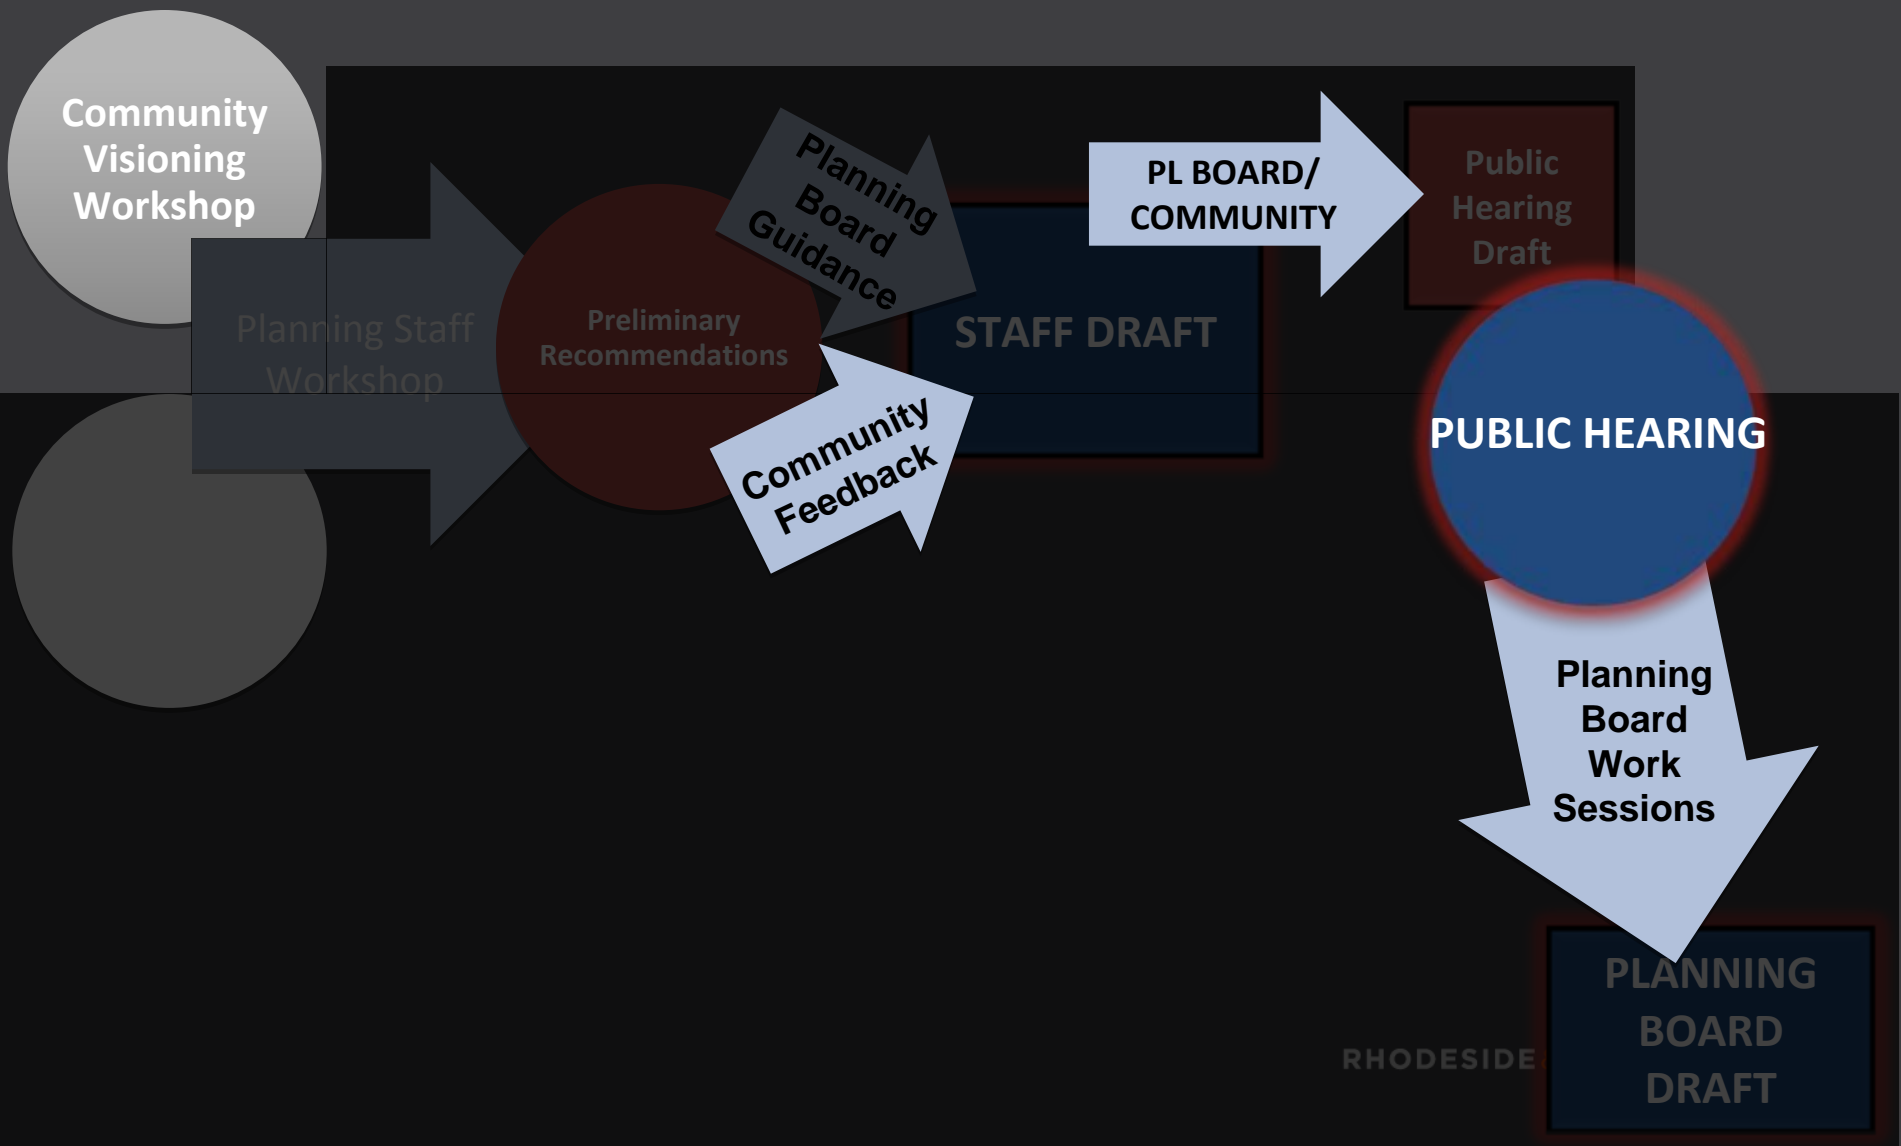 Community
Visioning
Workshop
Planning Staff
Workshop
Preliminary
Recommendations
Planning
Board
Guidance
Community
Feedback
STAFF DRAFT
PL BOARD/
COMMUNITY
Public
Hearing
Draft
PUBLIC HEARING
Planning
Board
Work
Sessions
PLANNING
BOARD
DRAFT
RHODESIDE